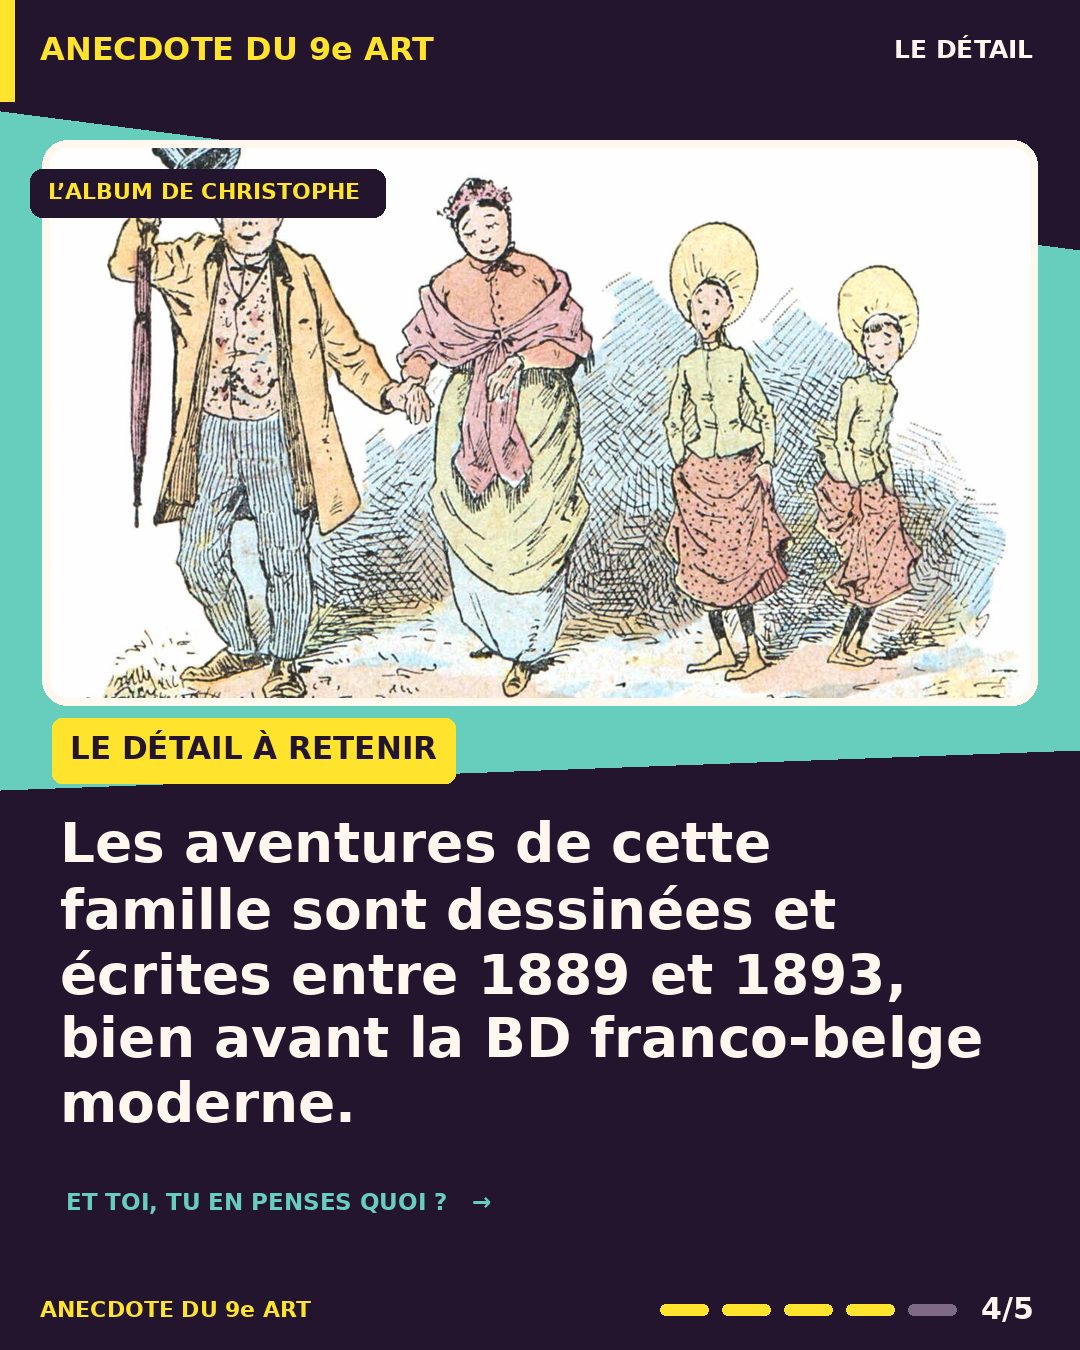 ANECDOTE DU 9e ART
LE DÉTAIL
L’ALBUM DE CHRISTOPHE
LE DÉTAIL À RETENIR
Les aventures de cette
famille sont dessinées et
écrites entre 1889 et 1893,
bien avant la BD franco-belge
moderne.
ET TOI, TU EN PENSES QUOI ? →
ANECDOTE DU 9e ART
4/5